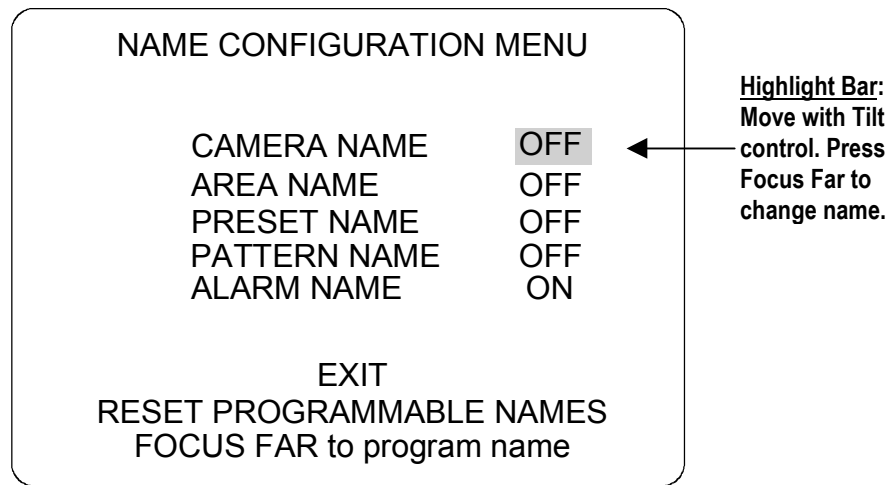 NAME CONFIGURATION MENU
CAMERA NAME OFF
AREA NAME OFF
PRESET NAME OFF
PATTERN NAME OFF
ALARM NAME ON
EXIT
RESET PROGRAMMABLE NAMES
FOCUS FAR to program name
Highlight Bar:
Move with Tilt
control. Press
Focus Far to
change name.